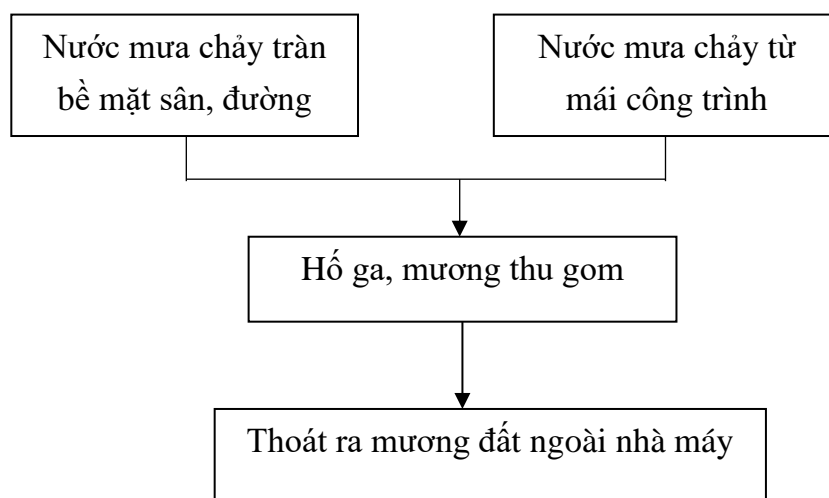 Nước mưa chảy tràn
bề mặt sân, đường
Nước mưa chảy từ
mái công trình
Hố ga, mương thu gom
Thoát ra mương đất ngoài nhà máy